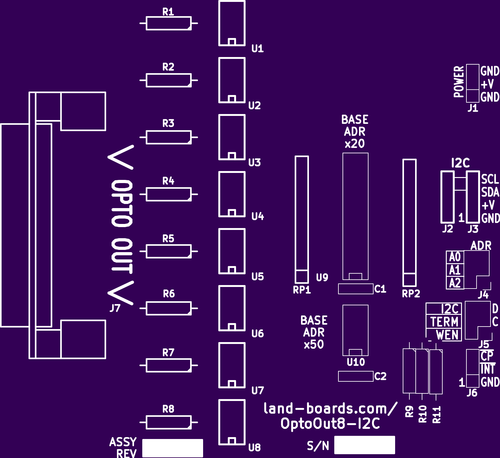 R1
U1
R2
U2
R3
U3
R4
U4
R5
U5
R6
U6
R7
U7
R8
U8
OPTO OUT
J7
ASSY
REV
BASE
ADR
x20
RP1
U9
C1
RP2
BASE
ADR
x50
U10
C2
POWER
GND
+V
GND
J1
I2C
SCL
SDA
+V
1 GND
J2 J3
ADR
A0
A1
A2
J4
I2C D
TERM C
WEN
J5
CP
INT
1 GND
J6
R9
R10
R11
land-boards.com/
OptoOut8-I2C
S/N